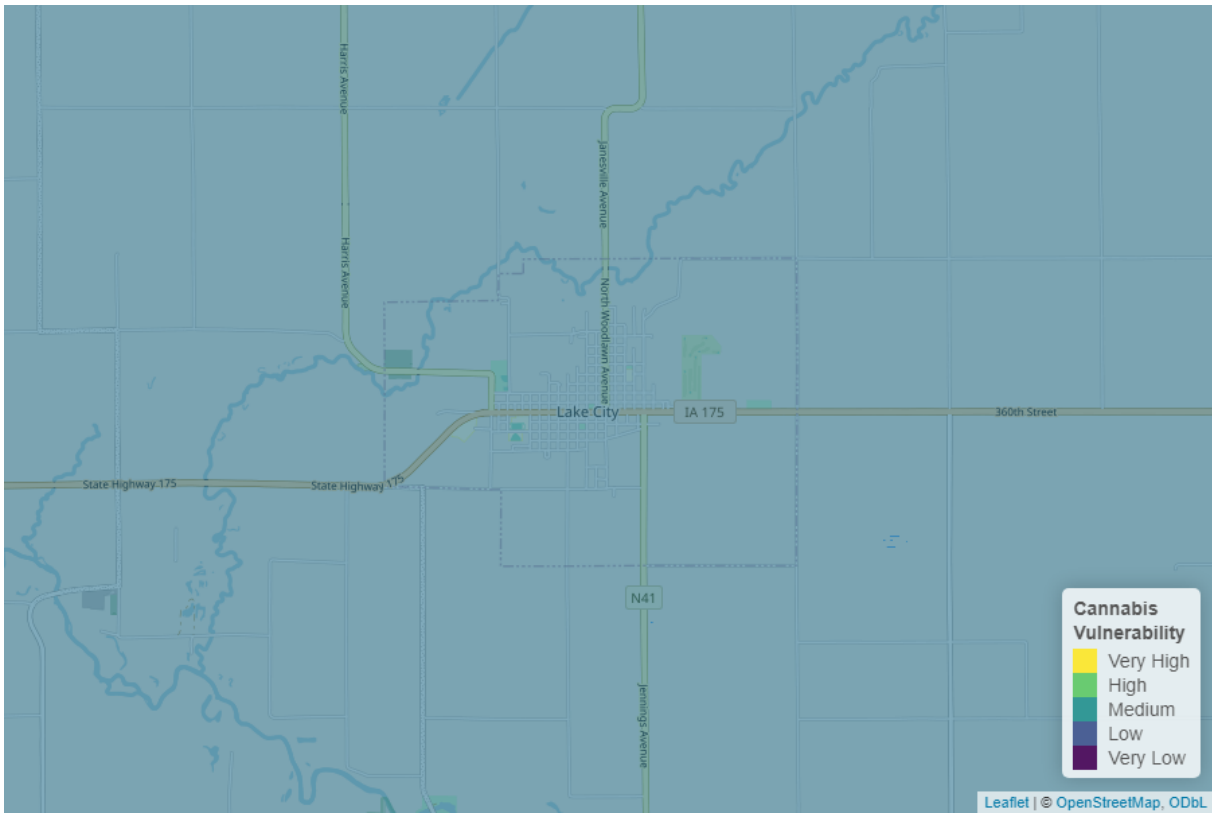 Harris Avenue
Janesville Avenue
Harris Avenue
North Woodlawn Avenue
Lake City
IA 175
360th Street
State Highway 175
State Highway 175
N41
Jennings Avenue
Cannabis
Vulnerability
Very High
High
Medium
Low
Very Low
Leaflet | © OpenStreetMap, ODbL